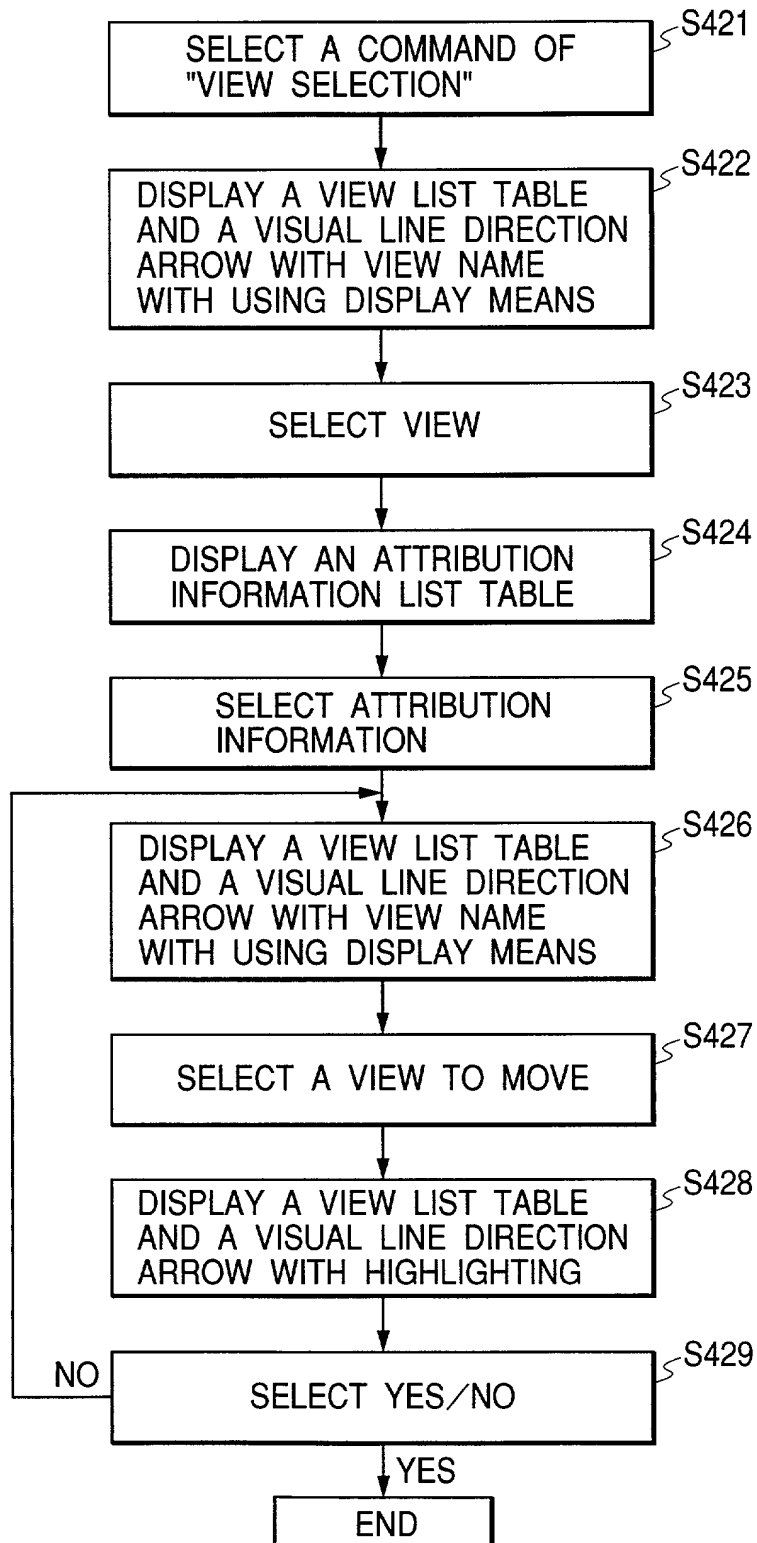 SELECT A COMMAND OF
"VIEW SELECTION"
S421
DISPLAY A VIEW LIST TABLE
AND A VISUAL LINE DIRECTION
ARROW WITH VIEW NAME
WITH USING DISPLAY MEANS
S422
SELECT VIEW
S423
DISPLAY AN ATTRIBUTION
INFORMATION LIST TABLE
S424
SELECT ATTRIBUTION
INFORMATION
S425
DISPLAY A VIEW LIST TABLE
AND A VISUAL LINE DIRECTION
ARROW WITH VIEW NAME
WITH USING DISPLAY MEANS
S426
SELECT A VIEW TO MOVE
S427
DISPLAY A VIEW LIST TABLE
AND A VISUAL LINE DIRECTION
ARROW WITH HIGHLIGHTING
S428
SELECT YES/NO
S429
NO
YES
END